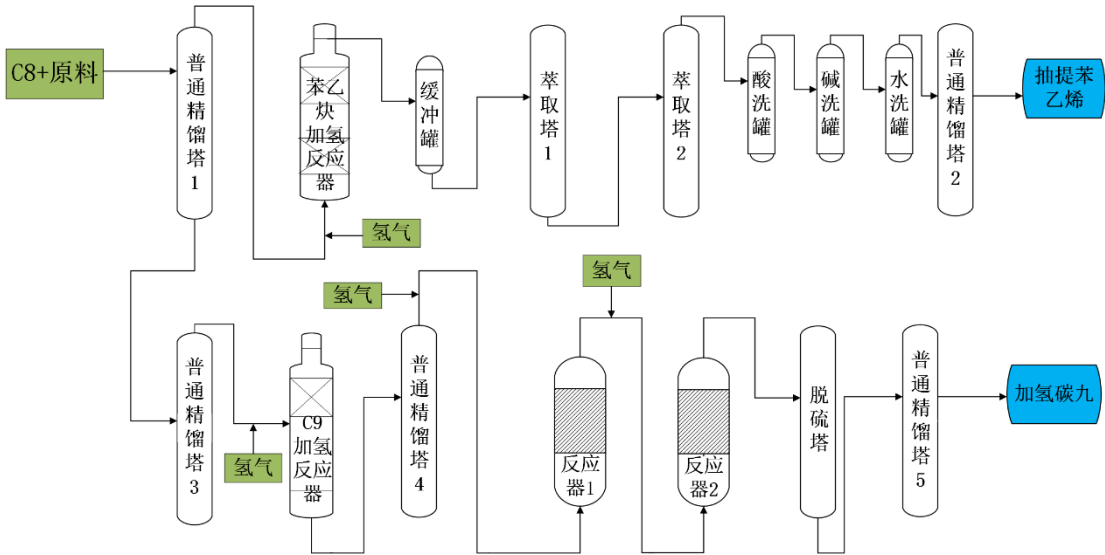 C8+原料
普通精馏塔1
苯乙
炔
加氢
反应
器
氢气
缓冲罐
萃取塔1
萃取塔2
酸洗罐
碱洗罐
水洗罐
普通精馏塔2
抽提苯
乙烯
普通精馏塔3
氢气
C9
加氢
反应
器
氢气
普通精馏塔4
氢气
反应
器1
反应
器2
脱硫塔
普通精馏塔5
加氢碳九